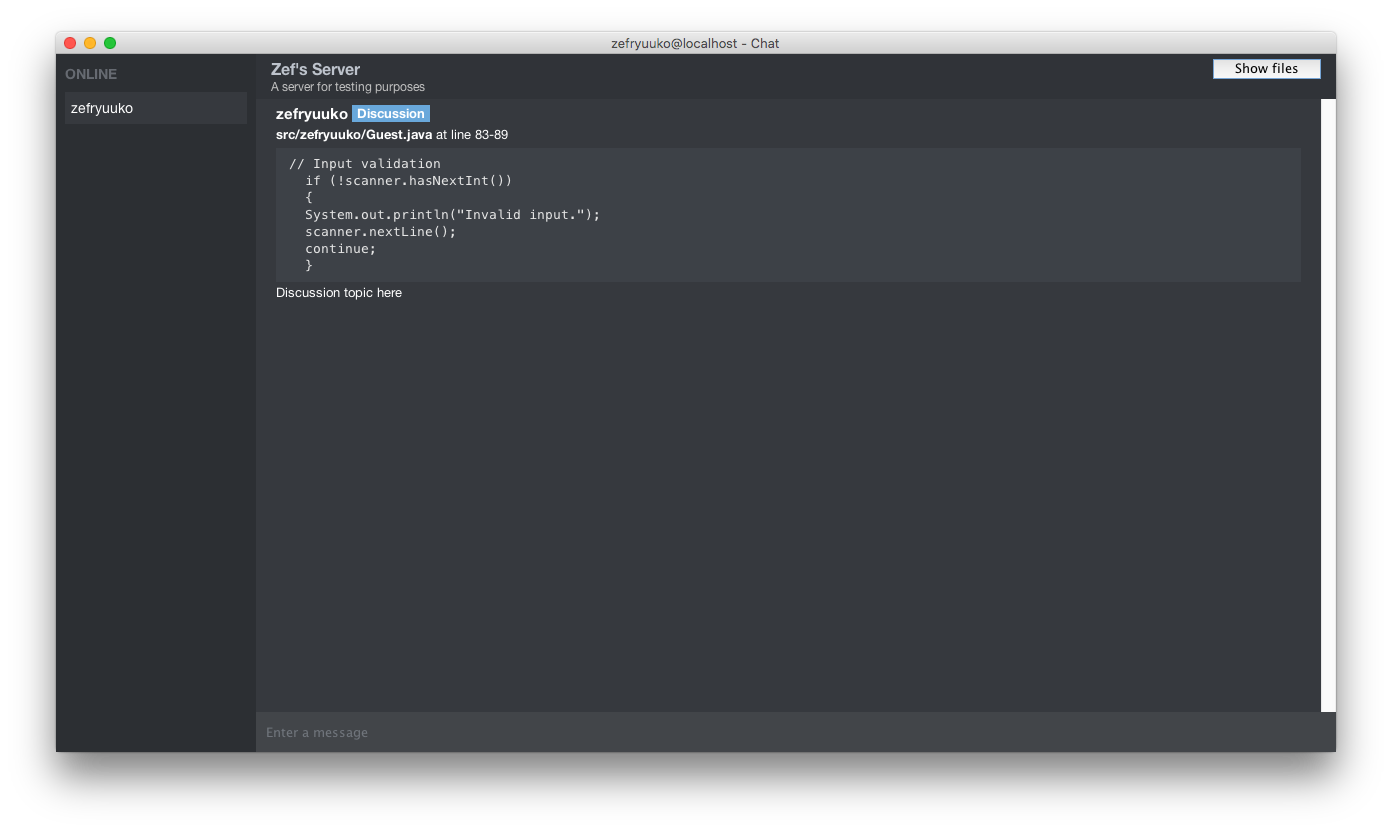 zefryuuko@localhost - Chat
ONLINE
zefryuuko
Zef's Server
A server for testing purposes
Show files
zefryuuko Discussion
src/zefryuuko/Guest.java at line 83-89
// Input validation
if (!scanner.hasNextInt())
{
System.out.println("Invalid input.");
scanner.nextLine();
continue;
}
Discussion topic here
Enter a message